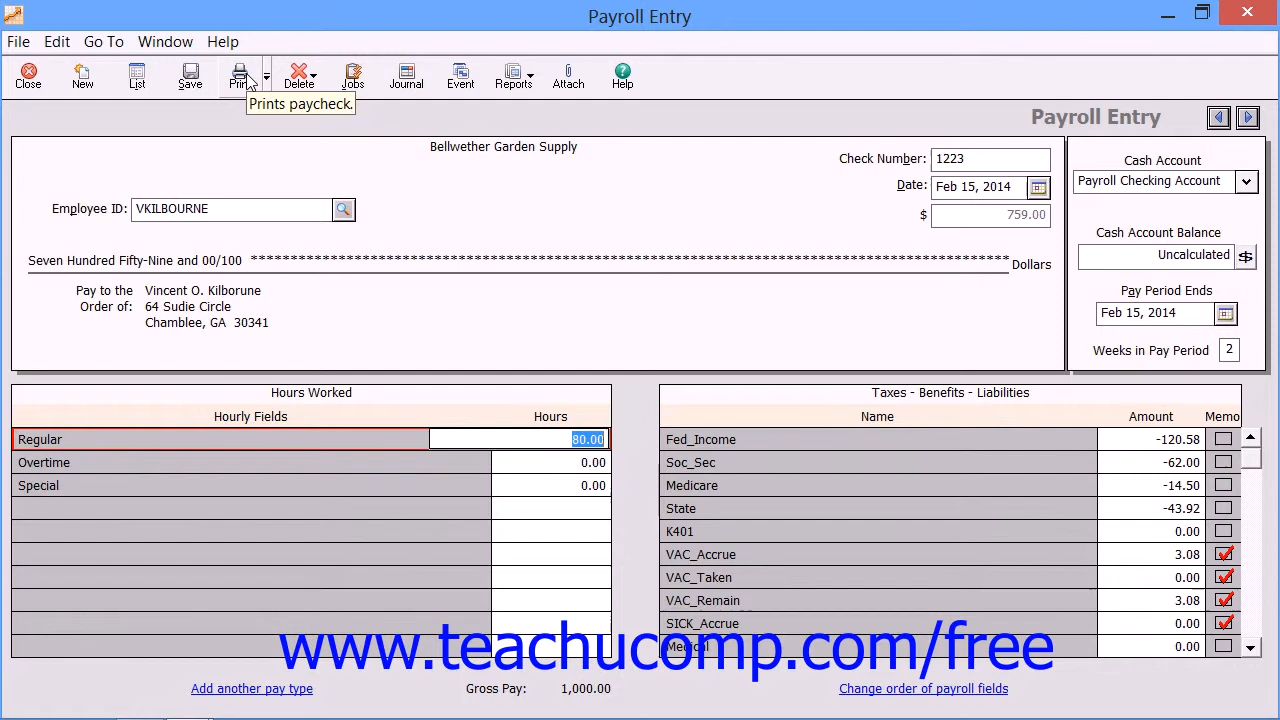 Payroll Entry
File Edit Go To Window Help
Close New List Save Print Delete Jobs Journal Event Reports Attach Help
Prints paycheck.
Payroll Entry
Bellwether Garden Supply
Check Number: 1223
Date: Feb 15, 2014
$ 759.00
Employee ID: VKILBOURNE
Seven Hundred Fifty-Nine and 00/100 **************************************************************************************************** Dollars
Pay to the Order of:
Vincent O. Kilborune
64 Sudie Circle
Chamblee, GA 30341
Cash Account
Payroll Checking Account
Cash Account Balance
Uncalculated
Pay Period Ends
Feb 15, 2014
Weeks in Pay Period 2
Hours Worked
Hourly Fields Hours
Regular 80.00
Overtime 0.00
Special 0.00
Add another pay type Gross Pay: 1,000.00
Taxes - Benefits - Liabilities
Name Amount Memo
Fed_Income -120.58
Soc_Sec -62.00
Medicare -14.50
State -43.92
K401 0.00
VAC_Accrue 3.08
VAC_Taken 0.00
VAC_Remain 3.08
SICK_Accrue 0.00
Medical 0.00
Change order of payroll fields
www.teachucomp.com/free